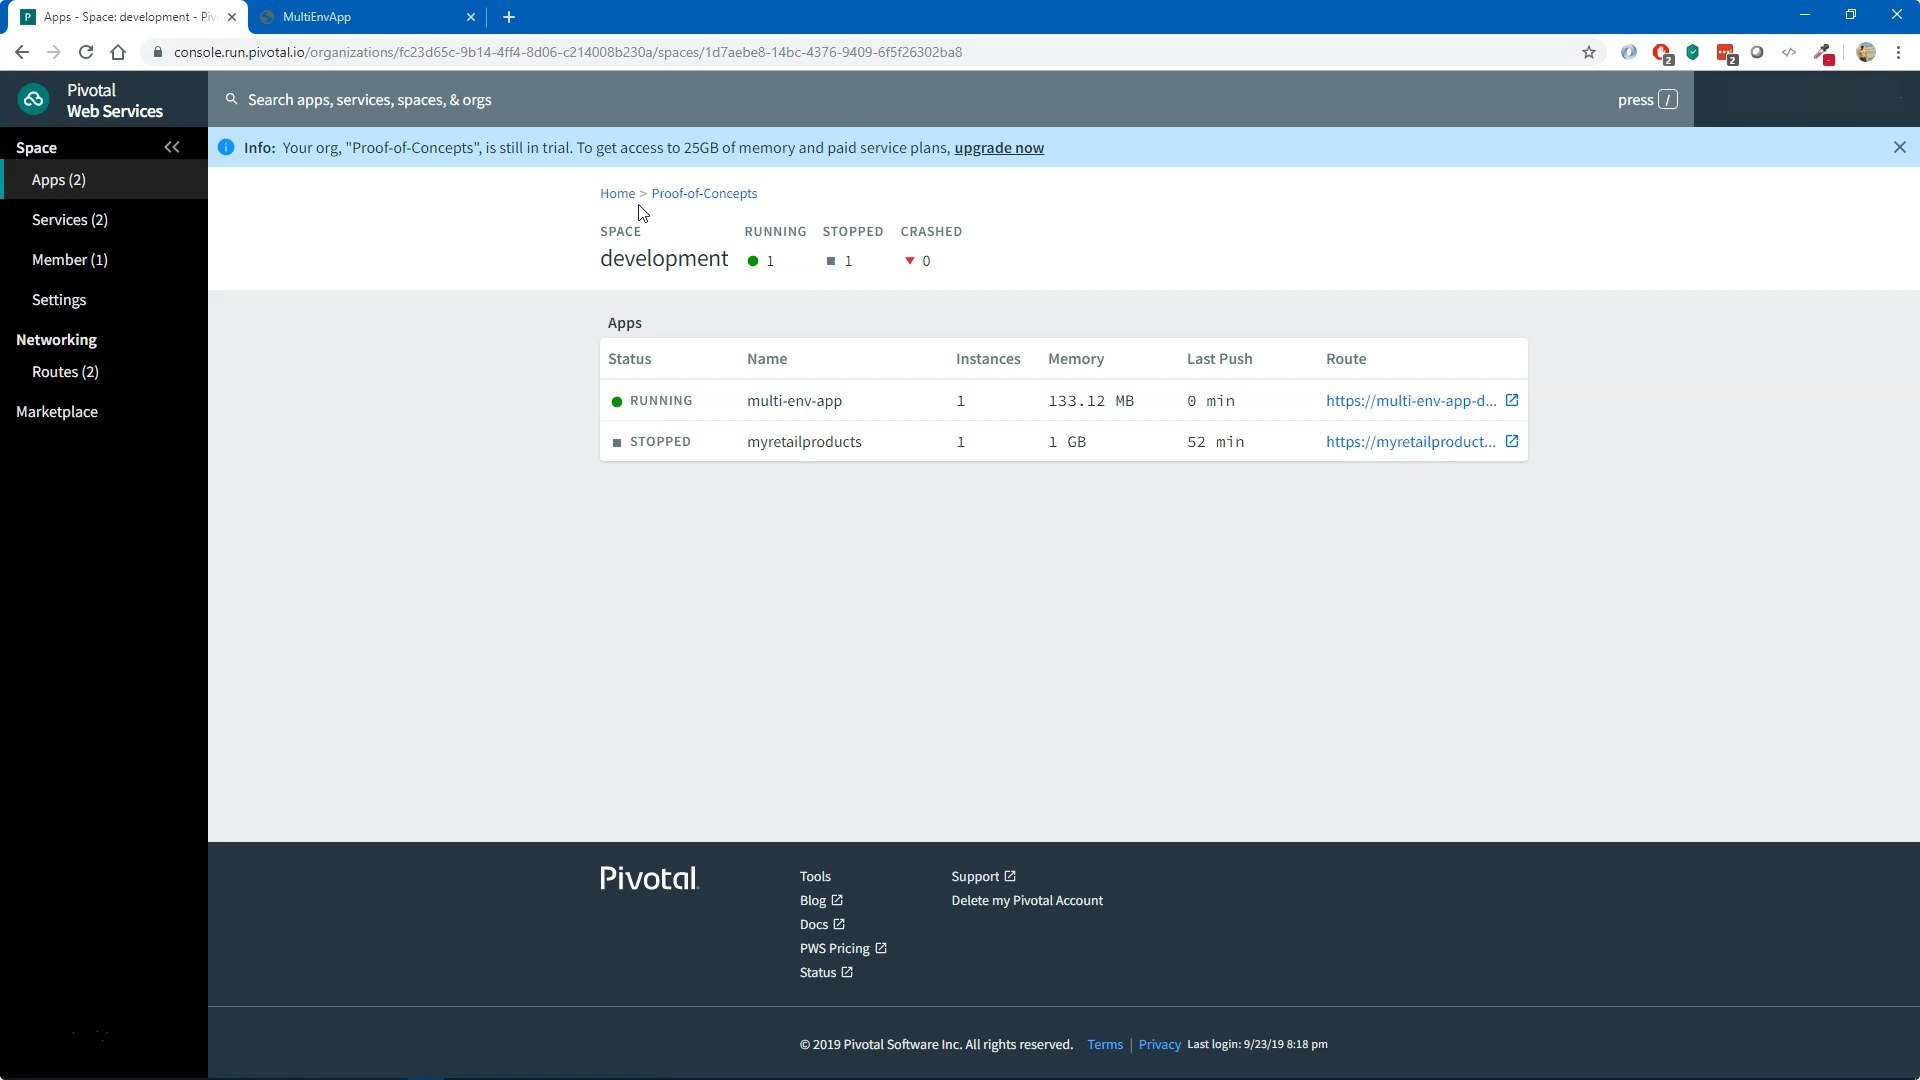 Apps - Space: development - Piv
MultiEnvApp
console.run.pivotal.io/organizations/fc23d65c-9b14-4ff4-8d06-c214008b230a/spaces/1d7aebe8-14bc-4376-9409-6f5f26302ba8
2
2
Pivotal
Web Services
Search apps, services, spaces, & orgs
press /
Info: Your org, "Proof-of-Concepts", is still in trial. To get access to 25GB of memory and paid service plans, upgrade now
Space
Apps (2)
Services (2)
Member (1)
Settings
Networking
Routes (2)
Marketplace
Home > Proof-of-Concepts
SPACE RUNNING STOPPED CRASHED
development 1 1 0
Apps
Status Name Instances Memory Last Push Route
RUNNING multi-env-app 1 133.12 MB 0 min https://multi-env-app-d...
STOPPED myretailproducts 1 1 GB 52 min https://myretailproduct...
Pivotal.
Tools
Blog
Docs
PWS Pricing
Status
Support
Delete my Pivotal Account
© 2019 Pivotal Software Inc. All rights reserved. Terms | Privacy Last login: 9/23/19 8:18 pm